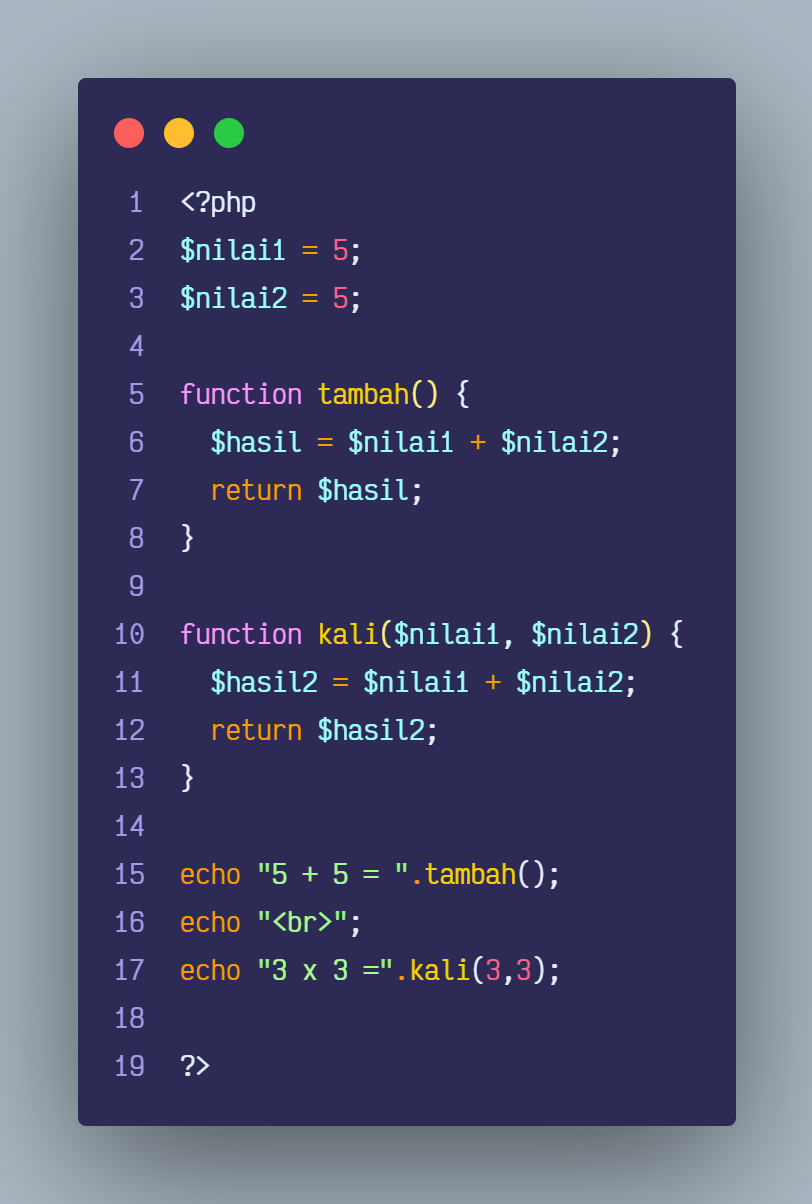 1 <?php
2 $nilai1 = 5;
3 $nilai2 = 5;
4
5 function tambah() {
6   $hasil = $nilai1 + $nilai2;
7   return $hasil;
8 }
9
10 function kali($nilai1, $nilai2) {
11   $hasil2 = $nilai1 + $nilai2;
12   return $hasil2;
13 }
14
15 echo "5 + 5 = ".tambah();
16 echo "<br>";
17 echo "3 x 3 =".kali(3,3);
18
19 ?>